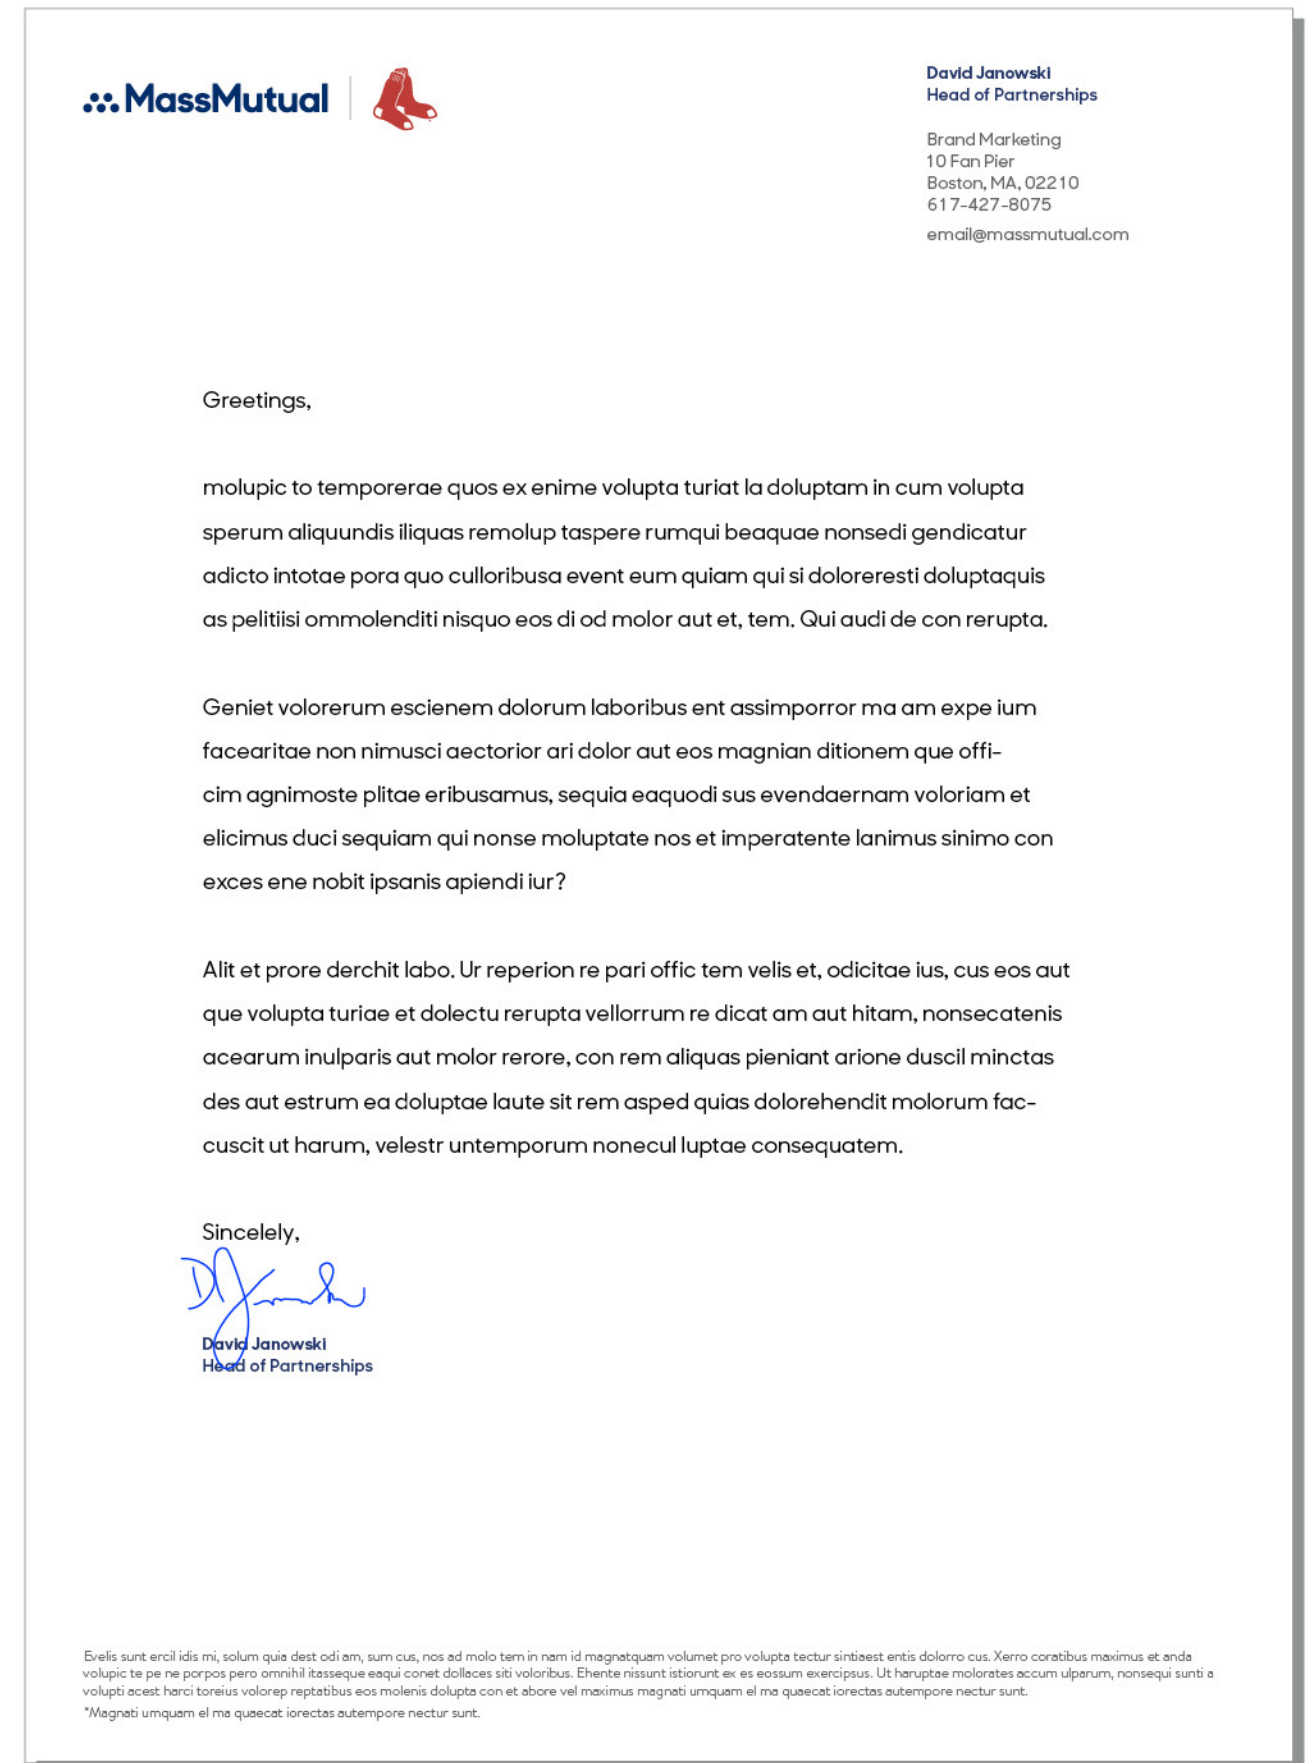 MassMutual
David Janowski
Head of Partnerships
Brand Marketing
10 Fan Pier
Boston, MA, 02210
617-427-8075
email@massmutual.com
Greetings,
molupic to temporerae quos ex enime volupta turiat la doluptam in cum volupta
sperum aliquundis iliquas remolup taspere rumqui beaquae nonsedi gendicatur
adicto intotae pora quo culloribusa event eum quiam qui si doloreresti doluptaquis
as pelitiisi ommolenditi nisquo eos di od molor aut et, tem. Qui audi de con rerupta.
Geniet volorerum escienem dolorum laboribus ent assimporror ma am expe ium
facearitae non nimusci aectorior ari dolor aut eos magnian ditionem que offi-
cim agnimoste plitae eribusamus, sequia eaquodi sus evendaernam voloriam et
elicimus duci sequiam qui nonse moluptate nos et imperatente lanimus sinimo con
exces ene nobit ipsanis apiendi iur?
Alit et prore derchit labo. Ur reperion re pari offic tem velis et, odicitae ius, cus eos aut
que volupta turiae et dolectu rerupta vellorrum re dicat am aut hitam, nonsecatenis
acearum inulparis aut molor rerore, con rem aliquas pieniant arione duscil minctas
des aut estrum ea doluptae laute sit rem asped quias dolorehendit molorum fac-
cuscit ut harum, velestr untemporum nonecul luptae consequatem.
Sincelely,
David Janowski
Head of Partnerships
Evelis sunt ercil idis mi, solum quia dest odi am, sum cus, nos ad molo tem in nam id magnatquam volumet pro volupta tectur sintiaest entis dolorro cus. Xerro coratibus maximus et anda
volupic te pe ne porpos pero omnihil itasseque eaqui conet dollaces siti voloribus. Ehente nissunt istiorunt ex es eossum exercipsus. Ut haruptae molorates accum ulparum, nonsequi sunti a
volupti acest harci toreius volorep reptatibus eos molenis dolupta con et abore vel maximus magnati umquam el ma quaecat iorectas autempore nectur sunt.
*Magnati umquam el ma quaecat iorectas autempore nectur sunt.